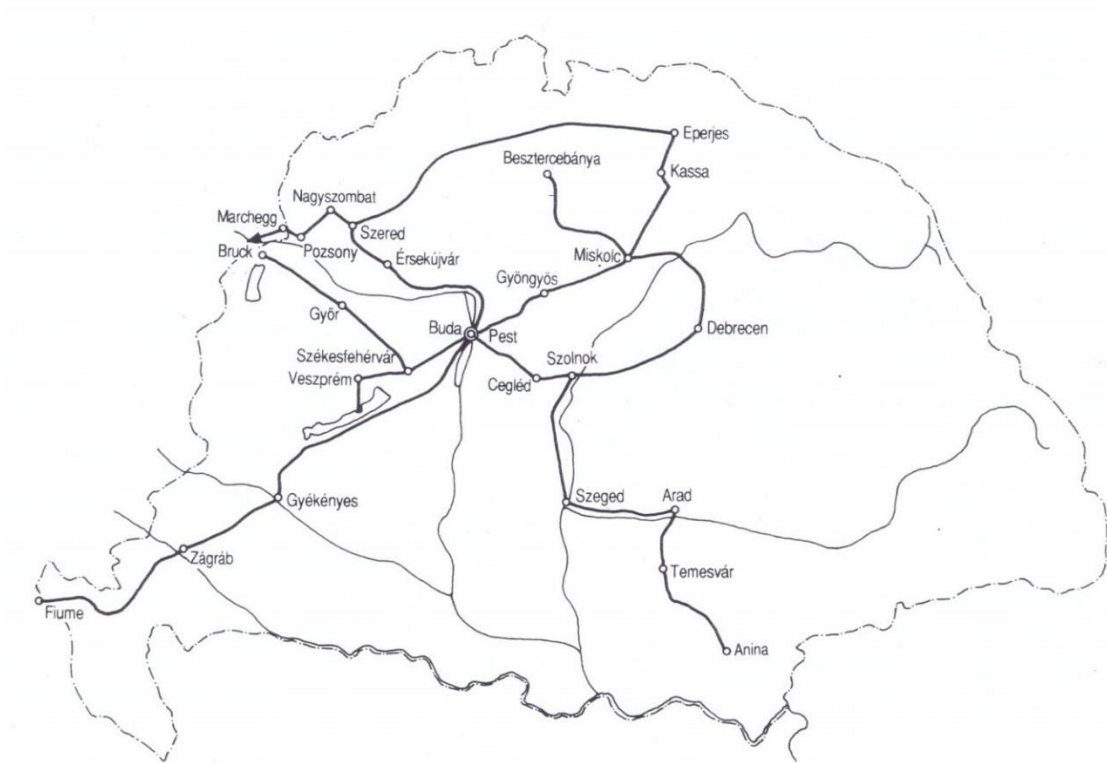 Eperjes
Besztercebánya
Kassa
Nagyszombat
Marchegg
Szered
Bruck
Pozsony
Érsekújvár
Miskolc
Gyöngyös
Győr
Buda
Pest
Debrecen
Székesfehérvár
Szolnok
Veszprém
Cegléd
Gyékényes
Szeged
Arad
Zágráb
Temesvár
Fiume
Anina